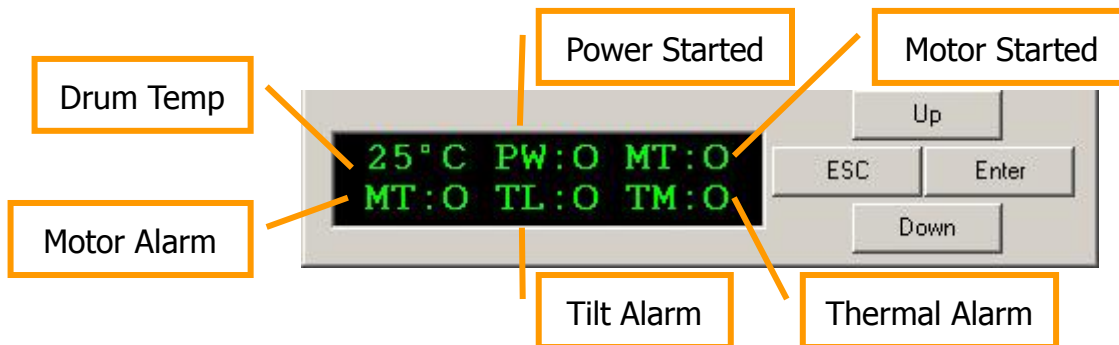 Power Started
Motor Started
Drum Temp
Up
25°C PW:O MT:O
ESC
Enter
MT:O TL:O TM:O
Down
Motor Alarm
Tilt Alarm
Thermal Alarm